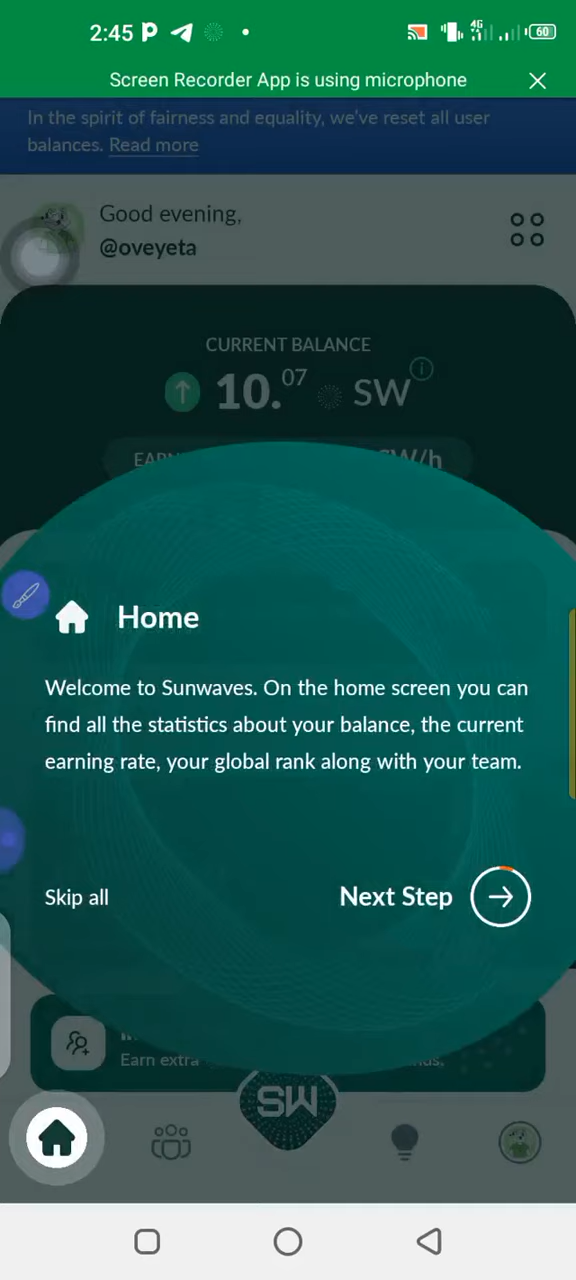 2:45
4G
60
Screen Recorder App is using microphone
In the spirit of fairness and equality, we've reset all user
balances. Read more
Good evening,
@oveyeta
CURRENT BALANCE
10.07 SW
SW/h
Home
Welcome to Sunwaves. On the home screen you can
find all the statistics about your balance, the current
earning rate, your global rank along with your team.
Skip all
Next Step
Earn extra
SW